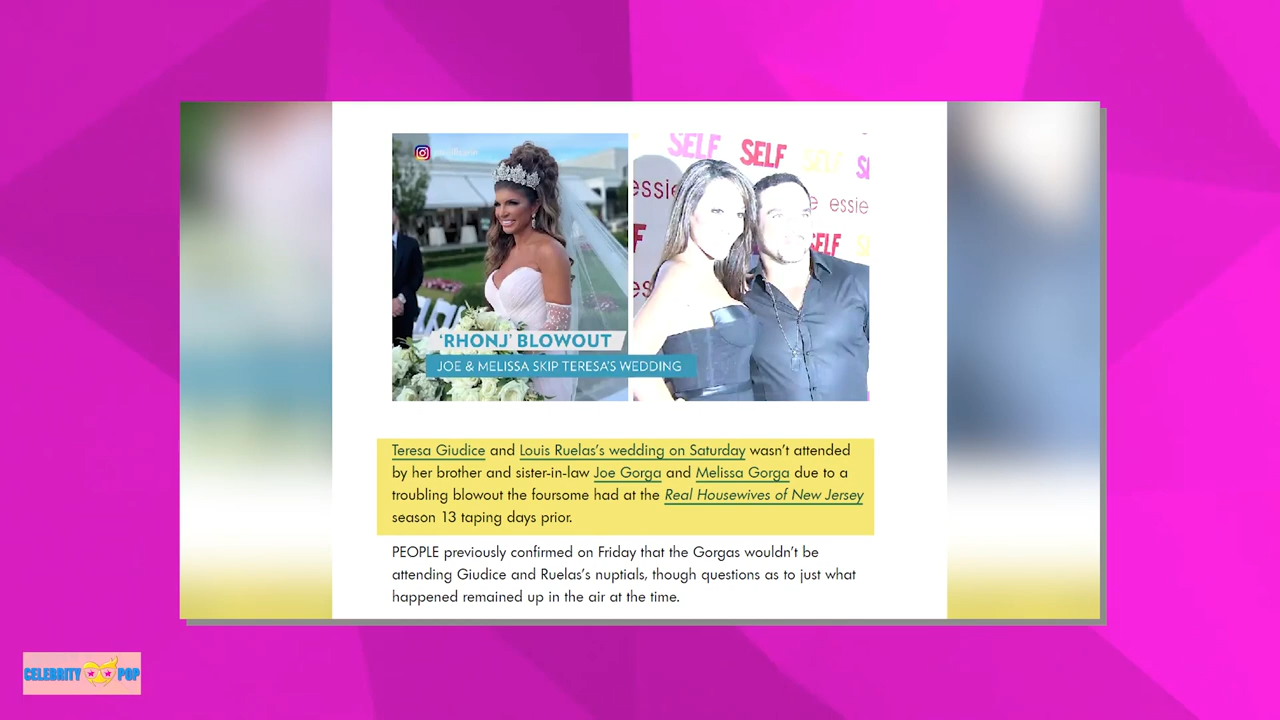 SELF SELF SELF
essie
e essie
SELF
'RHONJ' BLOWOUT
JOE & MELISSA SKIP TERESA'S WEDDING
Teresa Giudice and Louis Ruelas's wedding on Saturday wasn't attended
by her brother and sister-in-law Joe Gorga and Melissa Gorga due to a
troubling blowout the foursome had at the Real Housewives of New Jersey
season 13 taping days prior.
PEOPLE previously confirmed on Friday that the Gorgas wouldn't be
attending Giudice and Ruelas's nuptials, though questions as to just what
happened remained up in the air at the time.
CELEBRITY POP